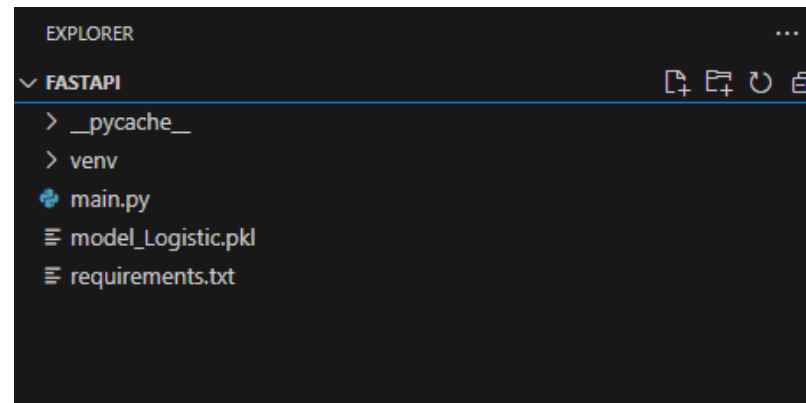 EXPLORER
FASTAPI
__pycache__
venv
main.py
model_Logistic.pkl
requirements.txt